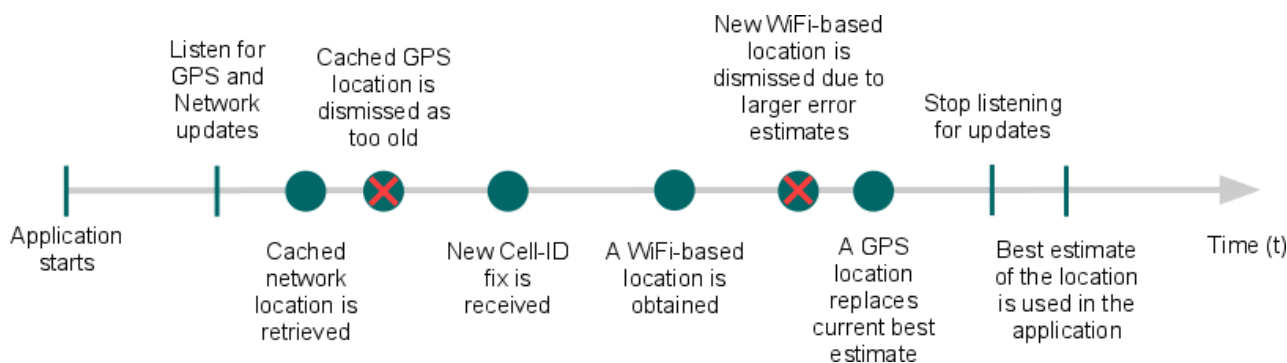 Application
starts
Listen for
GPS and
Network
updates
Cached
network
location is
retrieved
Cached GPS
location is
dismissed as
too old
New Cell-ID
fix is
received
A WiFi-based
location is
obtained
New WiFi-based
location is
dismissed due to
larger error
estimates
A GPS
location
replaces
current best
estimate
Stop listening
for updates
Best estimate
of the location
is used in the
application
Time (t)